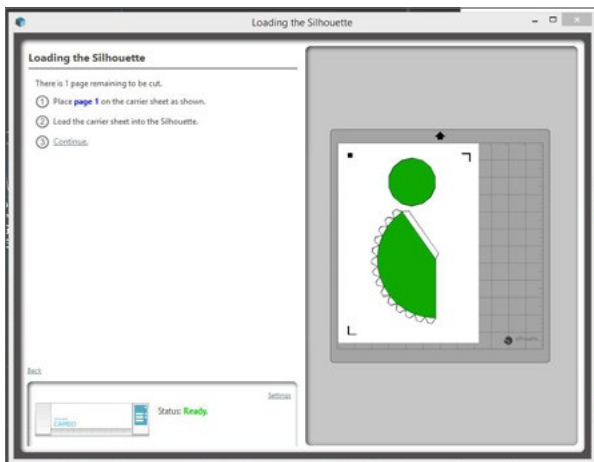 Loading the Silhouette
Loading the Silhouette
There is 1 page remaining to be cut.
1 Place page 1 on the carrier sheet as shown.
2 Load the carrier sheet into the Silhouette.
3 Continue.
silhouette
Back
Settings
Status: Ready.
CAMEO